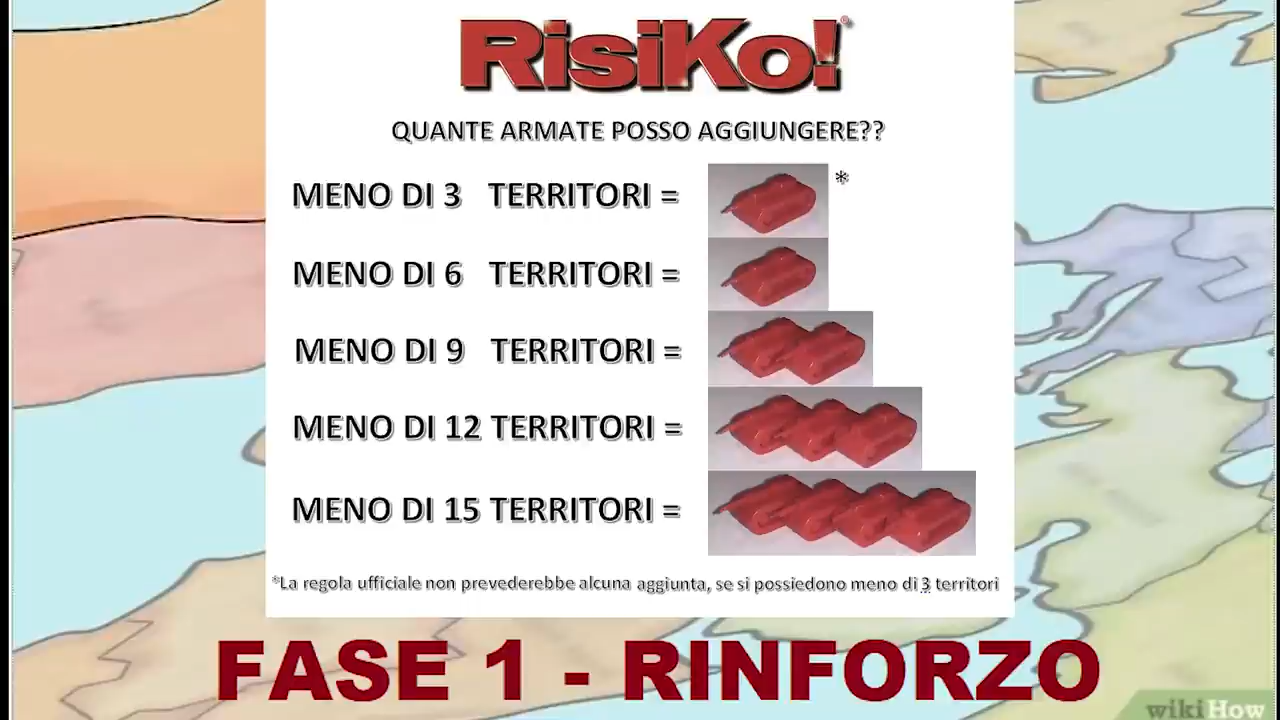 RisiKo!®
QUANTE ARMATE POSSO AGGIUNGERE??
MENO DI 3 TERRITORI = *
MENO DI 6 TERRITORI =
MENO DI 9 TERRITORI =
MENO DI 12 TERRITORI =
MENO DI 15 TERRITORI =
*La regola ufficiale non prevederebbe alcuna aggiunta, se si possiedono meno di 3 territori
FASE 1 - RINFORZO
wikiHow